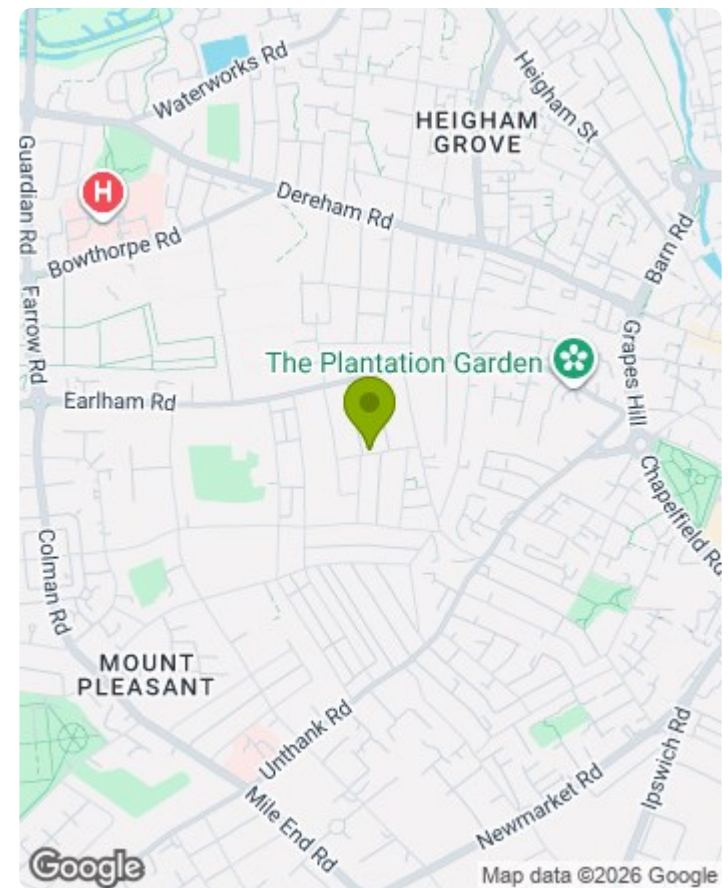 Waterworks Rd
Heigham St
HEIGHAM
GROVE
Guardian Rd
H
Dereham Rd
Bowthorpe Rd
Barn Rd
Farrow Rd
The Plantation Garden
Grapes Hill
Earlham Rd
Chapelfield Rd
Colman Rd
MOUNT
PLEASANT
Unthank Rd
Ipswich Rd
Newmarket Rd
Mile End Rd
Google
Map data ©2026 Google